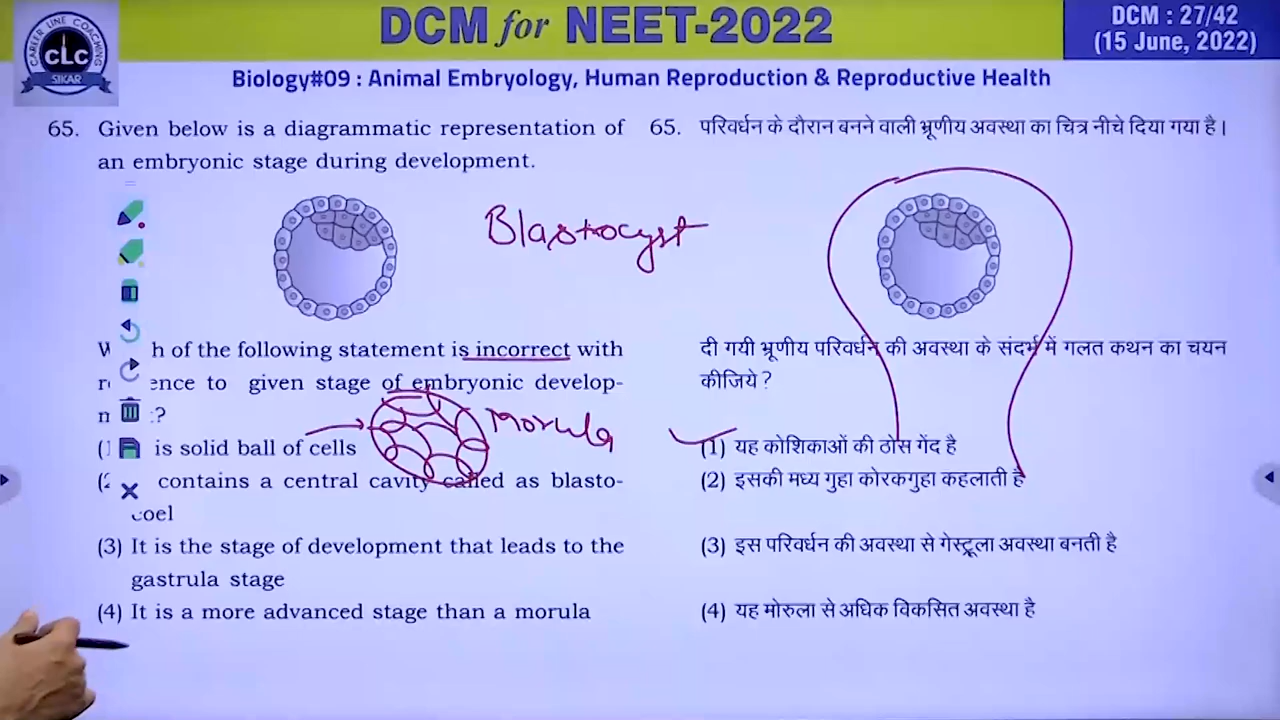 CAREER LINE COACHING
CLC
SIKAR
DCM for NEET-2022
DCM : 27/42
(15 June, 2022)
Biology#09 : Animal Embryology, Human Reproduction & Reproductive Health
65. Given below is a diagrammatic representation of
an embryonic stage during development.
Blastocyst
h of the following statement is incorrect with
ence to given stage of embryonic develop-
?
Morula
is solid ball of cells
contains a central cavity called as blasto-
coel
(3) It is the stage of development that leads to the
gastrula stage
(4) It is a more advanced stage than a morula
65. परिवर्धन के दौरान बनने वाली भ्रूणीय अवस्था का चित्र नीचे दिया गया है।
दी गयी भ्रूणीय परिवर्धन की अवस्था के संदर्भ में गलत कथन का चयन
कीजिये ?
(1) यह कोशिकाओं की ठोस गेंद है
(2) इसकी मध्य गुहा कोरकगुहा कहलाती है
(3) इस परिवर्धन की अवस्था से गेस्ट्रूला अवस्था बनती है
(4) यह मोरुला से अधिक विकसित अवस्था है